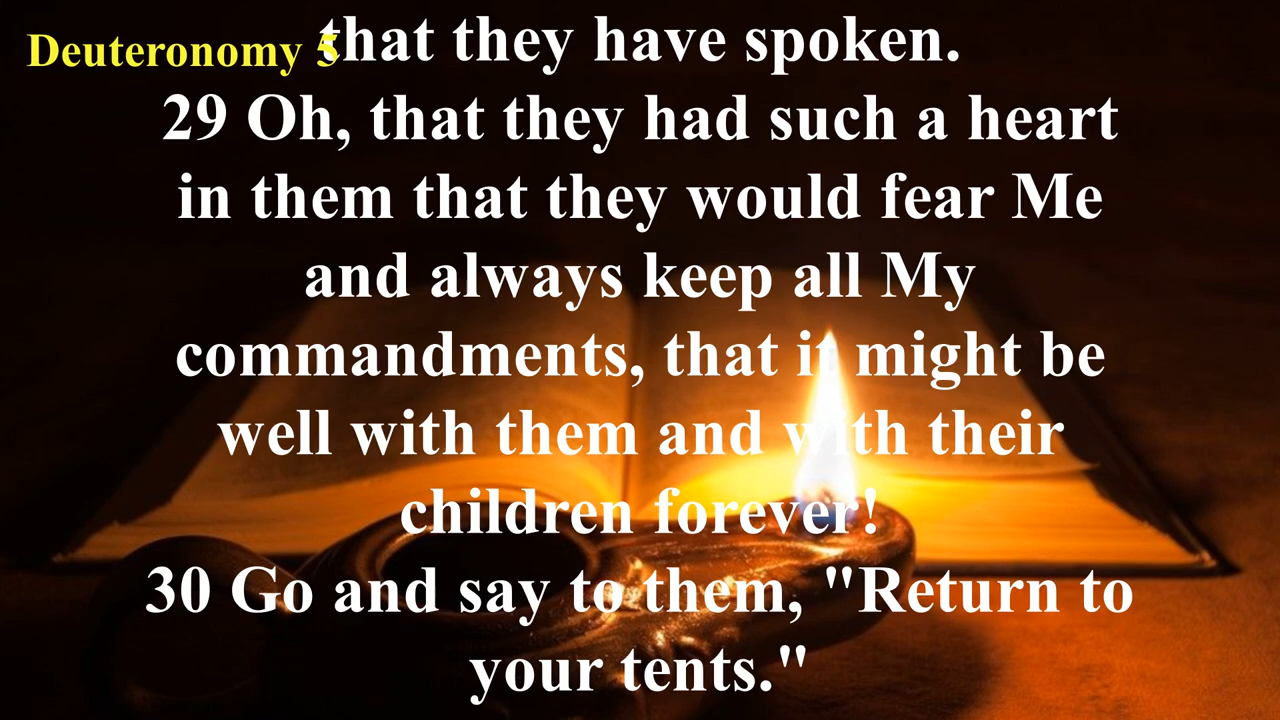 Deuteronomy 5
that they have spoken.
29 Oh, that they had such a heart
in them that they would fear Me
and always keep all My
commandments, that it might be
well with them and with their
children forever!
30 Go and say to them, "Return to
your tents."